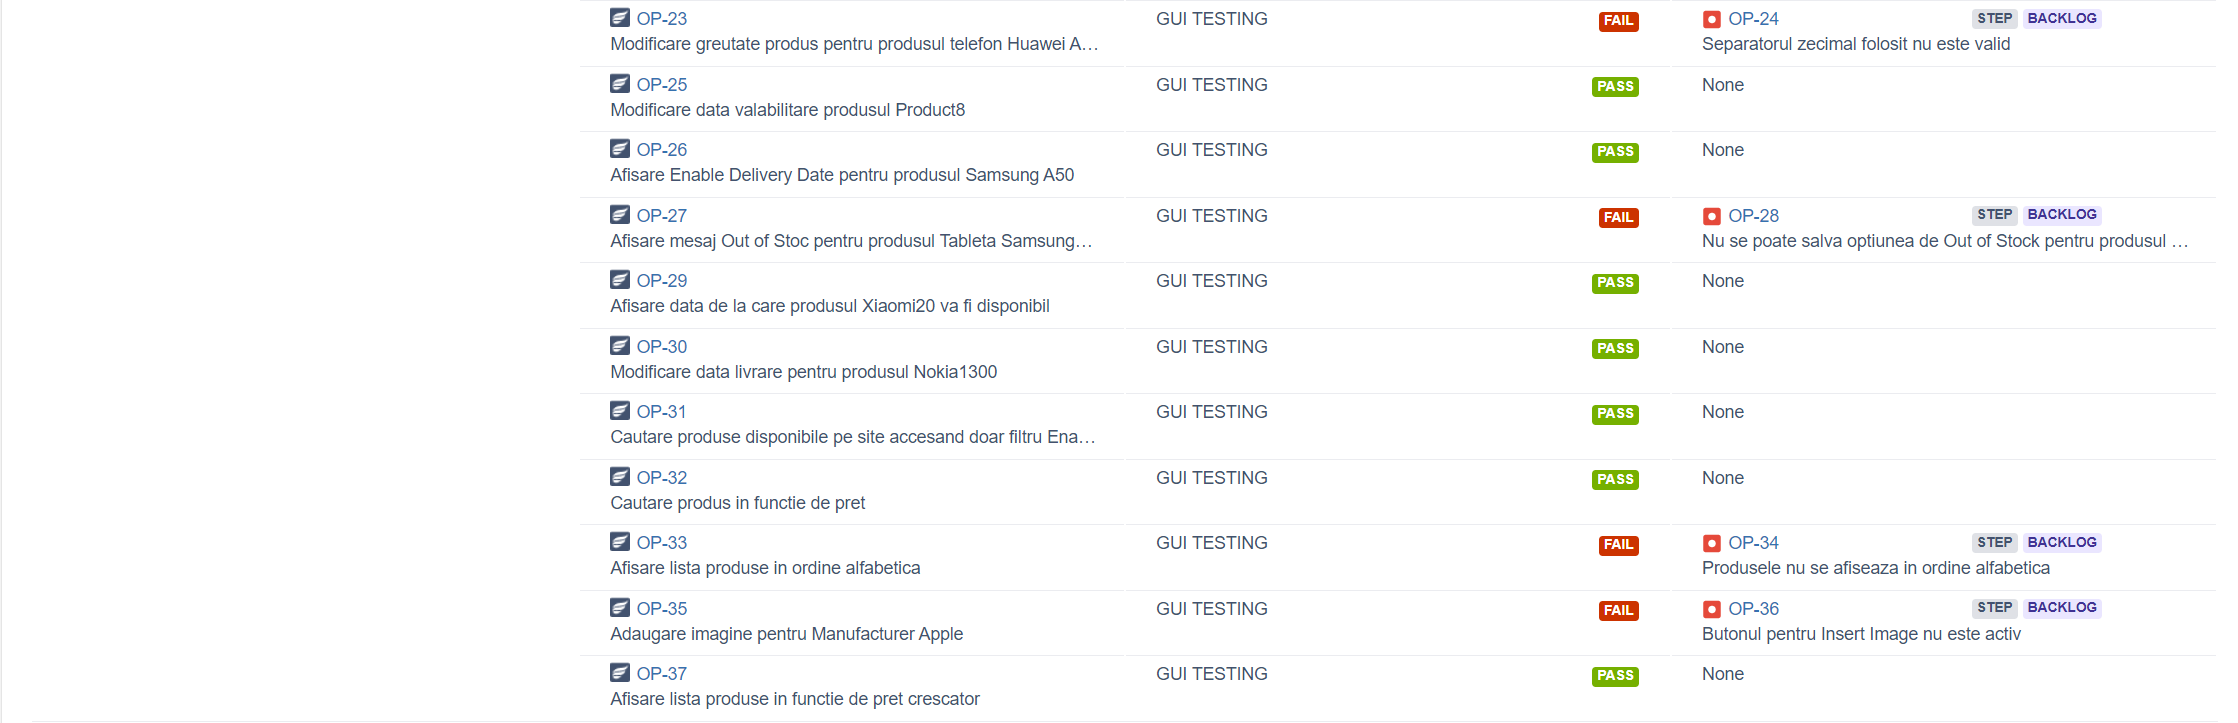 OP-23 GUI TESTING FAIL OP-24 STEP BACKLOG
Modificare greutate produs pentru produsul telefon Huawei A… Separatorul zecimal folosit nu este valid
OP-25 GUI TESTING PASS None
Modificare data valabilitare produsul Product8
OP-26 GUI TESTING PASS None
Afisare Enable Delivery Date pentru produsul Samsung A50
OP-27 GUI TESTING FAIL OP-28 STEP BACKLOG
Afisare mesaj Out of Stoc pentru produsul Tableta Samsung… Nu se poate salva optiunea de Out of Stock pentru produsul …
OP-29 GUI TESTING PASS None
Afisare data de la care produsul Xiaomi20 va fi disponibil
OP-30 GUI TESTING PASS None
Modificare data livrare pentru produsul Nokia1300
OP-31 GUI TESTING PASS None
Cautare produse disponibile pe site accesand doar filtru Ena…
OP-32 GUI TESTING PASS None
Cautare produs in functie de pret
OP-33 GUI TESTING FAIL OP-34 STEP BACKLOG
Afisare lista produse in ordine alfabetica Produsele nu se afiseaza in ordine alfabetica
OP-35 GUI TESTING FAIL OP-36 STEP BACKLOG
Adaugare imagine pentru Manufacturer Apple Butonul pentru Insert Image nu este activ
OP-37 GUI TESTING PASS None
Afisare lista produse in functie de pret crescator